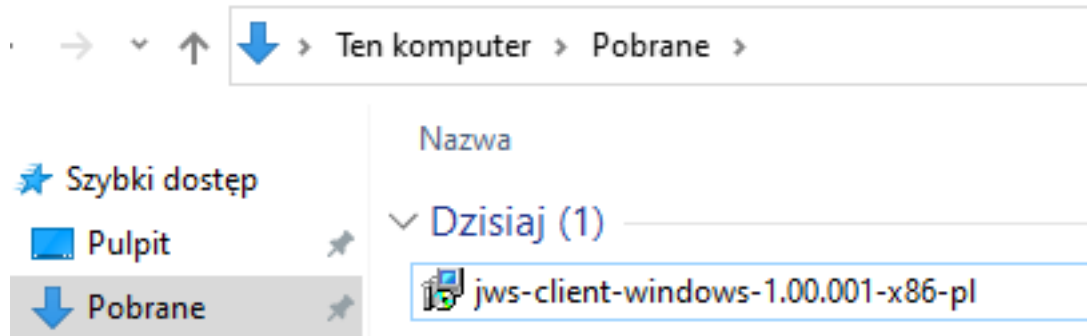 Ten komputer > Pobrane >
Nazwa
Szybki dostęp
Dzisiaj (1)
Pulpit
jws-client-windows-1.00.001-x86-pl
Pobrane